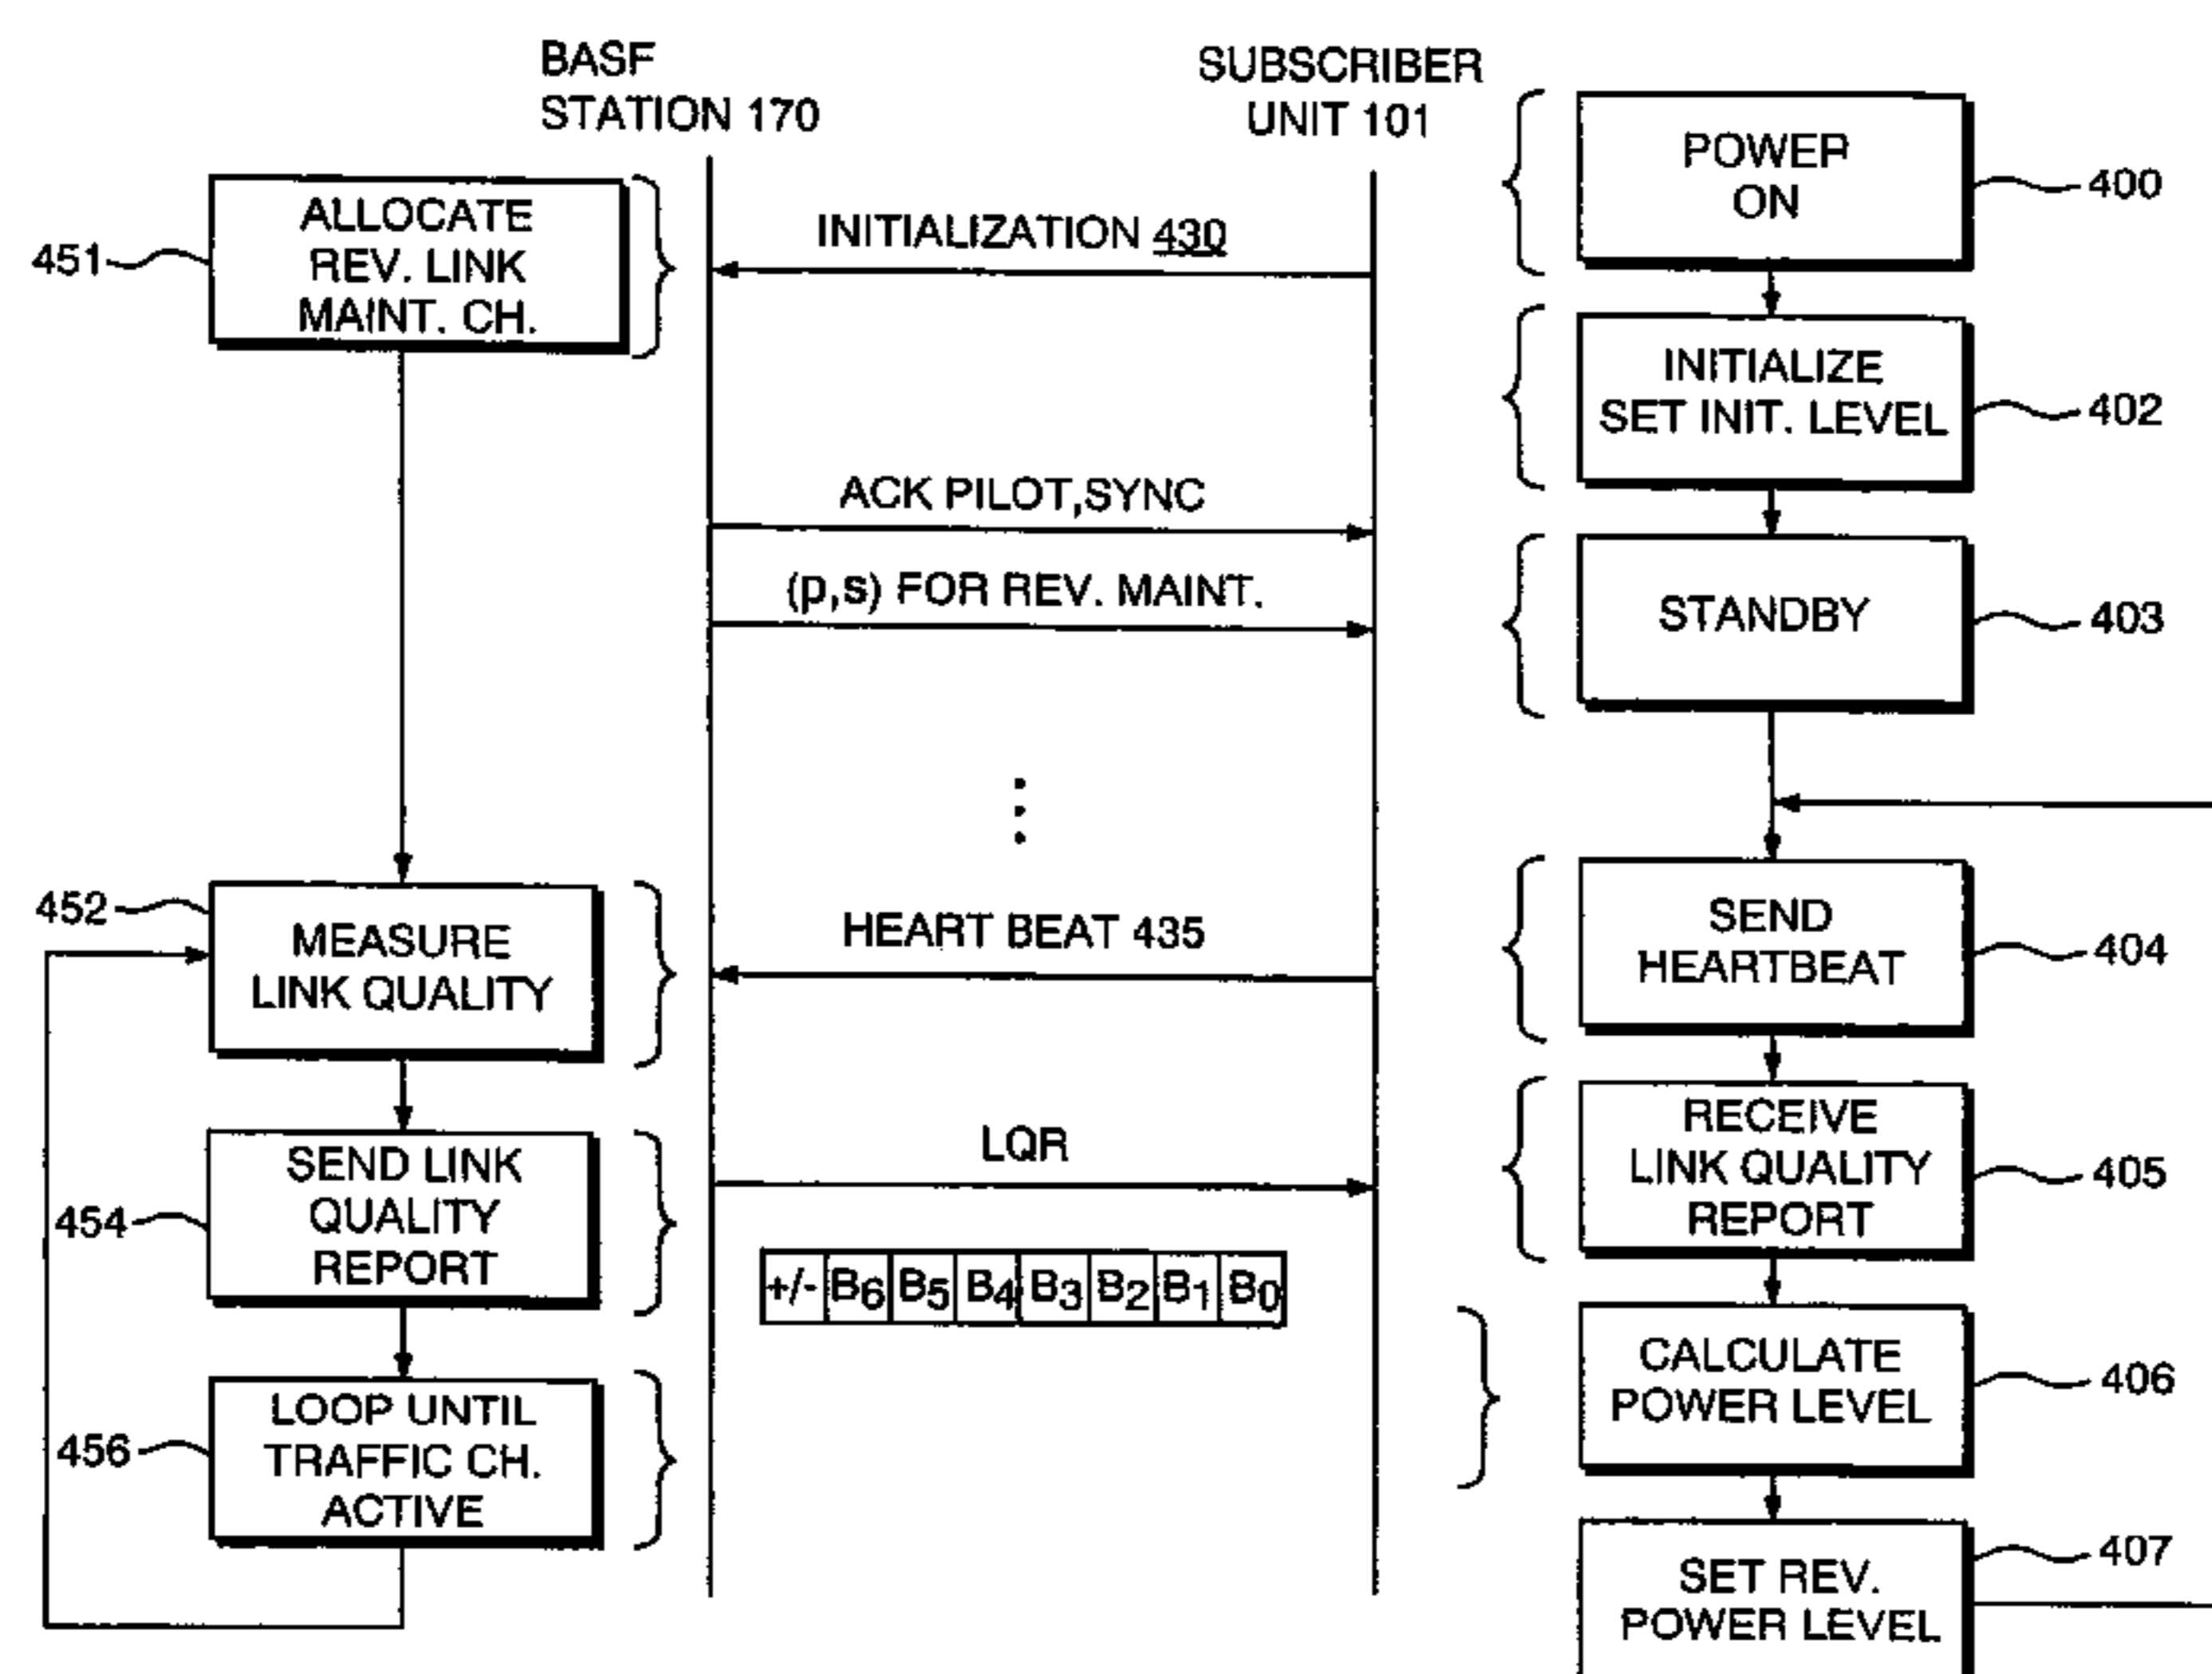 BASF
STATION 170
SUBSCRIBER
UNIT 101
451
ALLOCATE
REV. LINK
MAINT. CH.
INITIALIZATION 430
POWER
ON
400
INITIALIZE
SET INIT. LEVEL
402
ACK PILOT,SYNC
(p,s) FOR REV. MAINT.
STANDBY
403
452
MEASURE
LINK QUALITY
HEART BEAT 435
SEND
HEARTBEAT
404
454
SEND LINK
QUALITY
REPORT
LQR
RECEIVE
LINK QUALITY
REPORT
405
+/- B6 B5 B4 B3 B2 B1 B0
CALCULATE
POWER LEVEL
406
456
LOOP UNTIL
TRAFFIC CH.
ACTIVE
SET REV.
POWER LEVEL
407